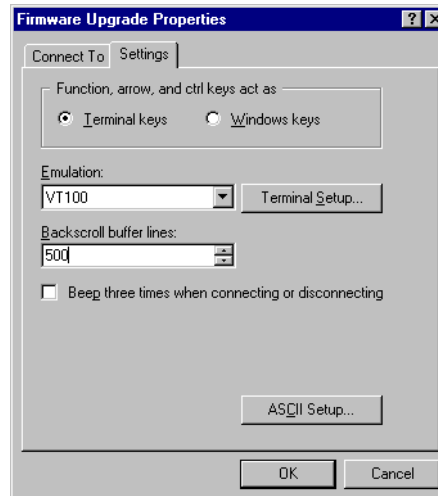 Firmware Upgrade Properties
Connect To Settings
Function, arrow, and ctrl keys act as
Terminal keys Windows keys
Emulation:
VT100 Terminal Setup...
Backscroll buffer lines:
500
Beep three times when connecting or disconnecting
ASCII Setup...
OK Cancel